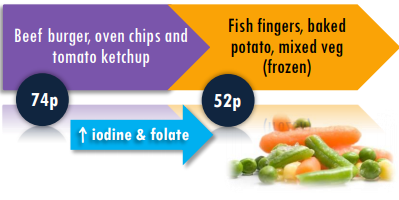 Beef burger, oven chips and
tomato ketchup
Fish fingers, baked
potato, mixed veg
(frozen)
74p
52p
↑ iodine & folate